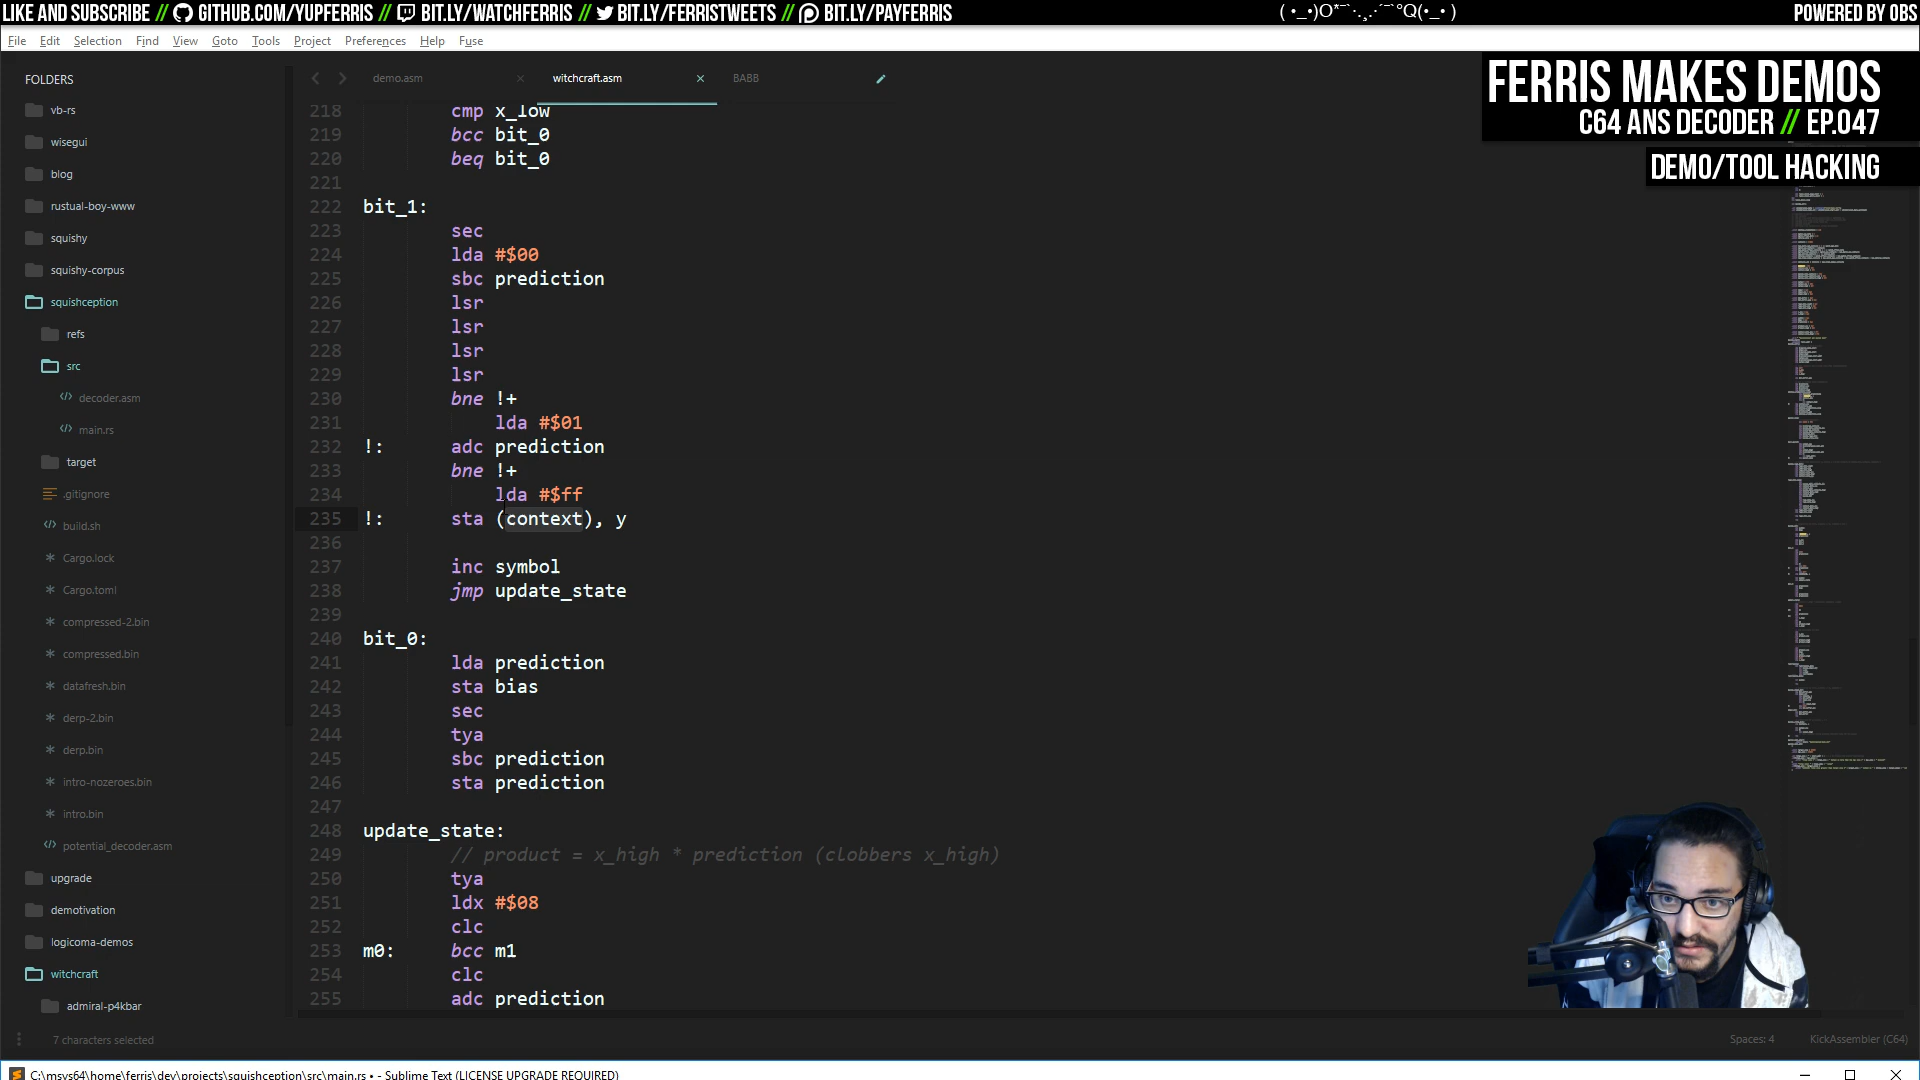 LIKE AND SUBSCRIBE // GITHUB.COM/YUPFERRIS // BIT.LY/WATCHFERRIS // BIT.LY/FERRISTWEETS // BIT.LY/PAYFERRIS
POWERED BY OBS
File Edit Selection Find View Goto Tools Project Preferences Help Fuse
FERRIS MAKES DEMOS
C64 ANS DECODER // EP.047
DEMO/TOOL HACKING
FOLDERS
vb-rs
wisegui
blog
rustual-boy-www
squishy
squishy-corpus
squishception
refs
src
decoder.asm
main.rs
target
.gitignore
build.sh
Cargo.lock
Cargo.toml
compressed-2.bin
compressed.bin
datafresh.bin
derp-2.bin
derp.bin
intro-nozeroes.bin
intro.bin
potential_decoder.asm
upgrade
demotivation
logicoma-demos
witchcraft
admiral-p4kbar
demo.asm × witchcraft.asm × BABB
218 cmp x_low
219 bcc bit_0
220 beq bit_0
221
222 bit_1:
223 sec
224 lda #$00
225 sbc prediction
226 lsr
227 lsr
228 lsr
229 lsr
230 bne !+
231 lda #$01
232 !: adc prediction
233 bne !+
234 lda #$ff
235 !: sta (context), y
236
237 inc symbol
238 jmp update_state
239
240 bit_0:
241 lda prediction
242 sta bias
243 sec
244 tya
245 sbc prediction
246 sta prediction
247
248 update_state:
249 // product = x_high * prediction (clobbers x_high)
250 tya
251 ldx #$08
252 clc
253 m0: bcc m1
254 clc
255 adc prediction
7 characters selected
Spaces: 4
KickAssembler (C64)
C:\msys64\home\ferris\dev\projects\squishception\src\main.rs • - Sublime Text (LICENSE UPGRADE REQUIRED)